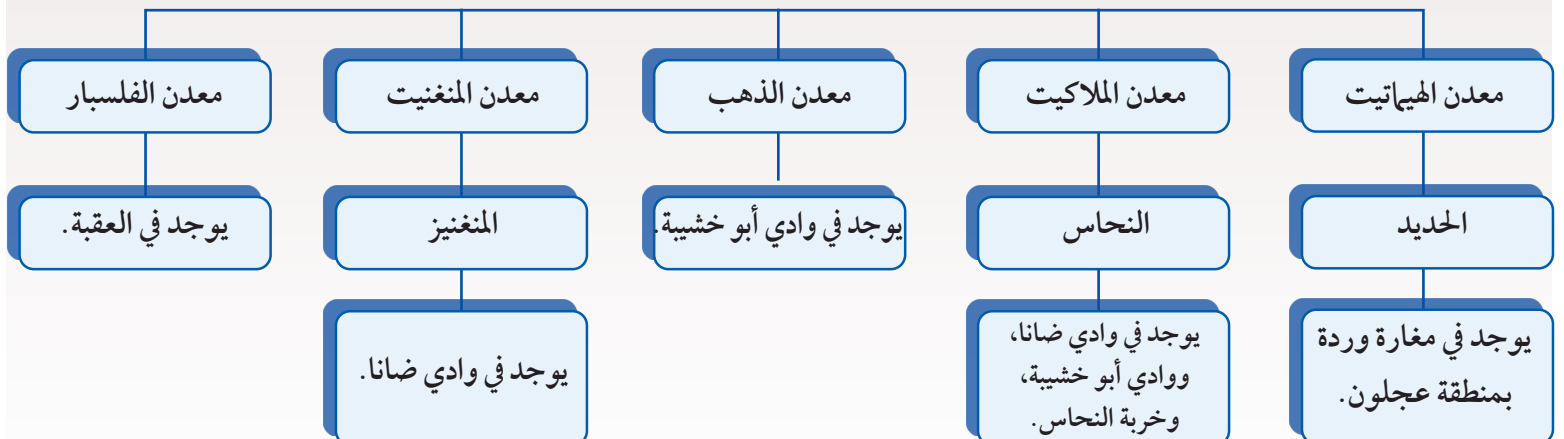 معدن الهيماتيت
معدن الملاكيت
معدن الذهب
معدن المنغنيت
معدن الفلسبار
الحديد
النحاس
يوجد في وادي أبو خشيبة.
المنغنيز
يوجد في العقبة.
يوجد في مغارة وردة
بمنطقة عجلون.
يوجد في وادي ضانا،
ووادي أبو خشيبة،
وخربة النحاس.
يوجد في وادي ضانا.